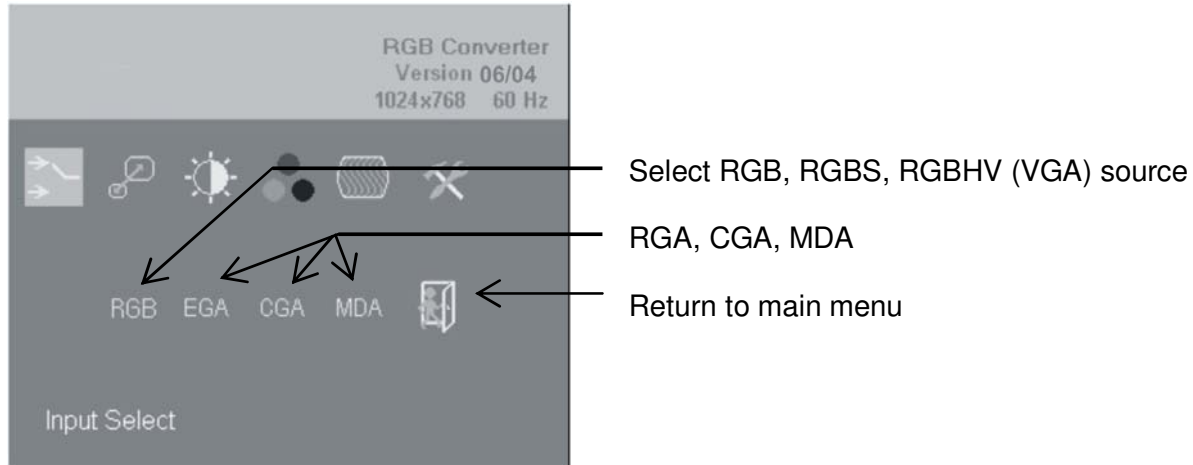 RGB Converter
Version 06/04
1024x768 60 Hz
Select RGB, RGBS, RGBHV (VGA) source
RGA, CGA, MDA
Return to main menu
RGB EGA CGA MDA
Input Select